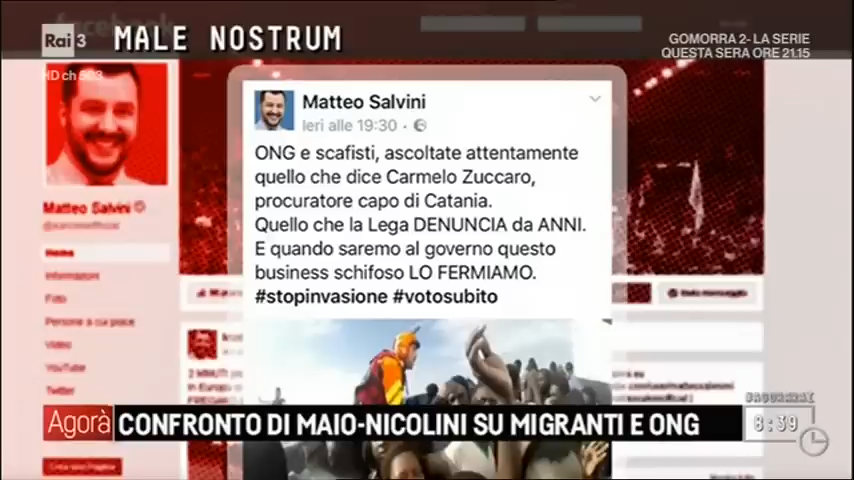 Rai 3
HD ch 503
MALE NOSTRUM
GOMORRA 2- LA SERIE
QUESTA SERA ORE 21.15
Matteo Salvini
Ieri alle 19:30
ONG e scafisti, ascoltate attentamente
quello che dice Carmelo Zuccaro,
procuratore capo di Catania.
Quello che la Lega DENUNCIA da ANNI.
E quando saremo al governo questo
business schifoso LO FERMIAMO.
#stopinvasione #votosubito
Matteo Salvini
Home
Informazioni
Foto
Persone a cui piace
Video
YouTube
Twitter
Agorà
CONFRONTO DI MAIO-NICOLINI SU MIGRANTI E ONG
#AGORARAI
8:39